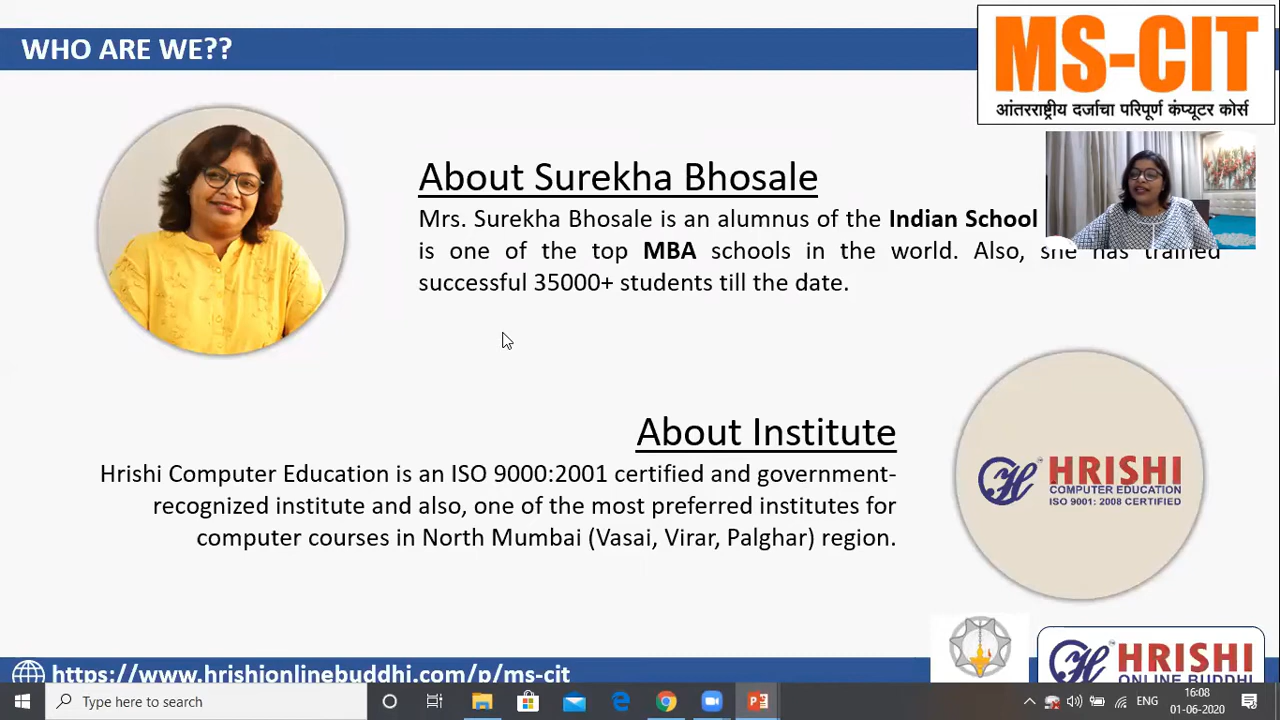 WHO ARE WE??
MS-CIT
आंतरराष्ट्रीय दर्जाचा परिपूर्ण कंप्यूटर कोर्स
About Surekha Bhosale
Mrs. Surekha Bhosale is an alumnus of the Indian School
is one of the top MBA schools in the world. Also, she has trained
successful 35000+ students till the date.
About Institute
Hrishi Computer Education is an ISO 9000:2001 certified and government-
recognized institute and also, one of the most preferred institutes for
computer courses in North Mumbai (Vasai, Virar, Palghar) region.
HRISHI
COMPUTER EDUCATION
ISO 9001: 2008 CERTIFIED
https://www.hrishionlinebuddhi.com/p/ms-cit
HRISHI
ONLINE BUDDHI
Type here to search
ENG
16:08
01-06-2020